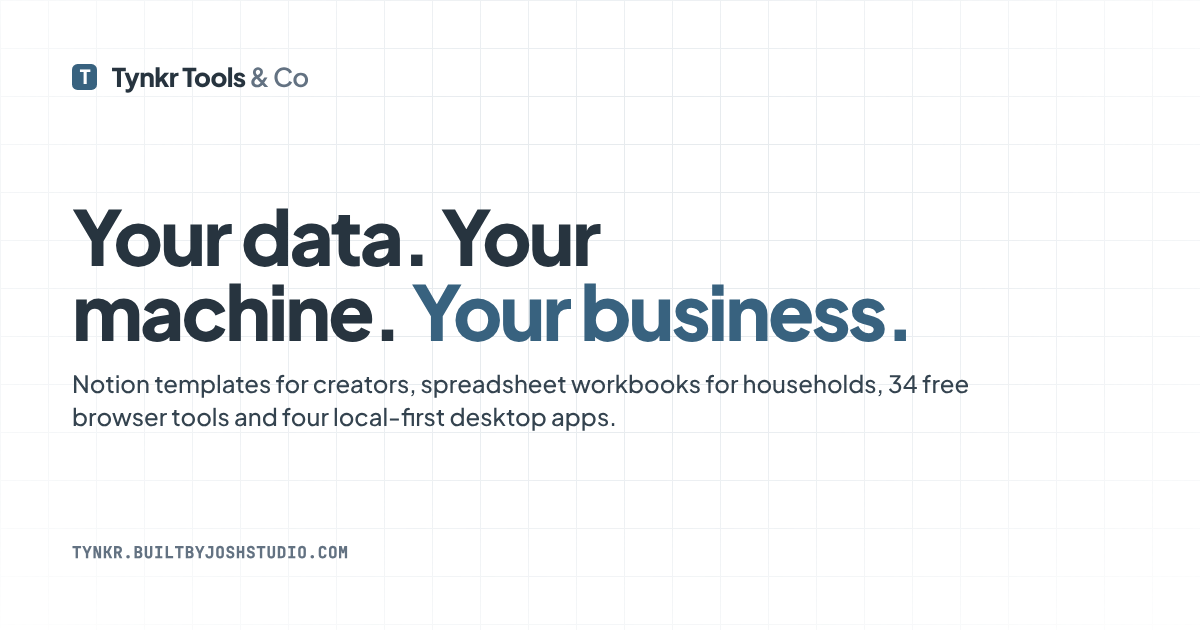 T Tynkr Tools & Co
Your data. Your
machine. Your business.
Notion templates for creators, spreadsheet workbooks for households, 34 free
browser tools and four local-first desktop apps.
TYNKR.BUILTBYJOSHSTUDIO.COM